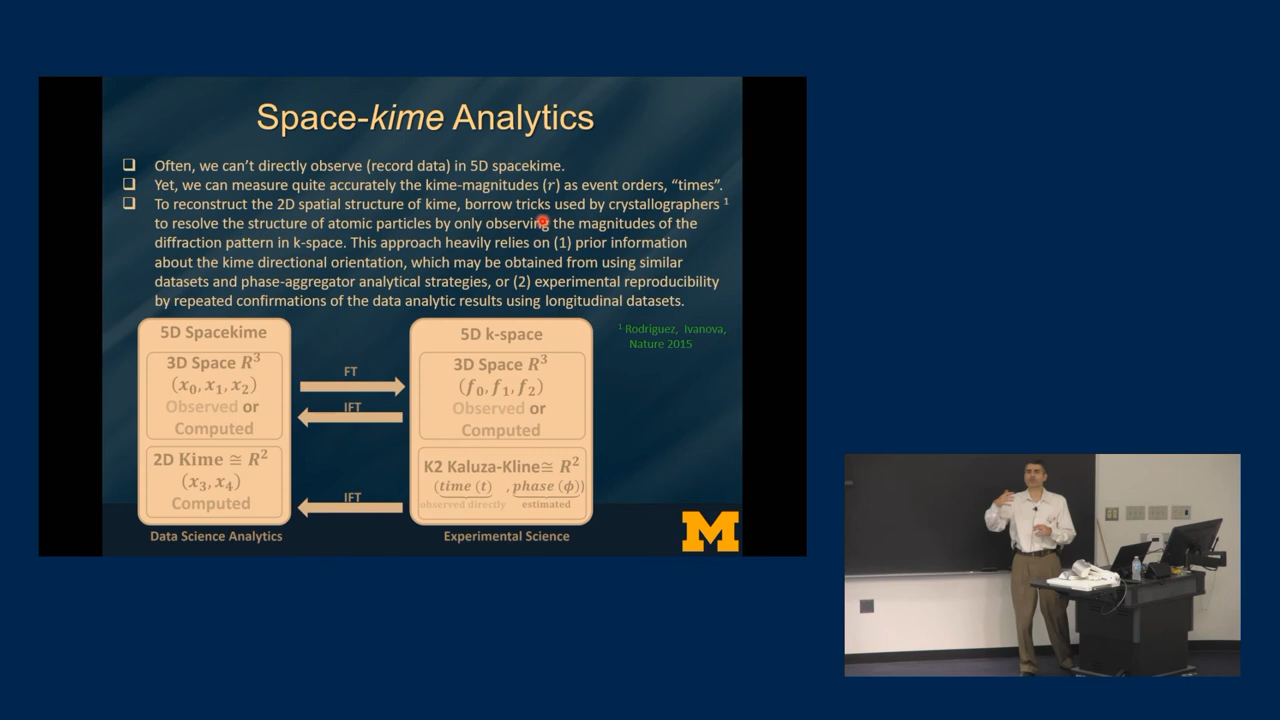 Space-kime Analytics
❑ Often, we can't directly observe (record data) in 5D spacekime.
❑ Yet, we can measure quite accurately the kime-magnitudes (r) as event orders, “times”.
❑ To reconstruct the 2D spatial structure of kime, borrow tricks used by crystallographers ¹
to resolve the structure of atomic particles by only observing the magnitudes of the
diffraction pattern in k-space. This approach heavily relies on (1) prior information
about the kime directional orientation, which may be obtained from using similar
datasets and phase-aggregator analytical strategies, or (2) experimental reproducibility
by repeated confirmations of the data analytic results using longitudinal datasets.
¹ Rodriguez, Ivanova,
Nature 2015
5D Spacekime
3D Space R³
(x₀, x₁, x₂)
Observed or
Computed
2D Kime ≅ R²
(x₃, x₄)
Computed
Data Science Analytics
FT
IFT
IFT
5D k-space
3D Space R³
(f₀, f₁, f₂)
Observed or
Computed
K2 Kaluza-Kline≅ R²
(time (t) , phase (ϕ))
observed directly estimated
Experimental Science
M